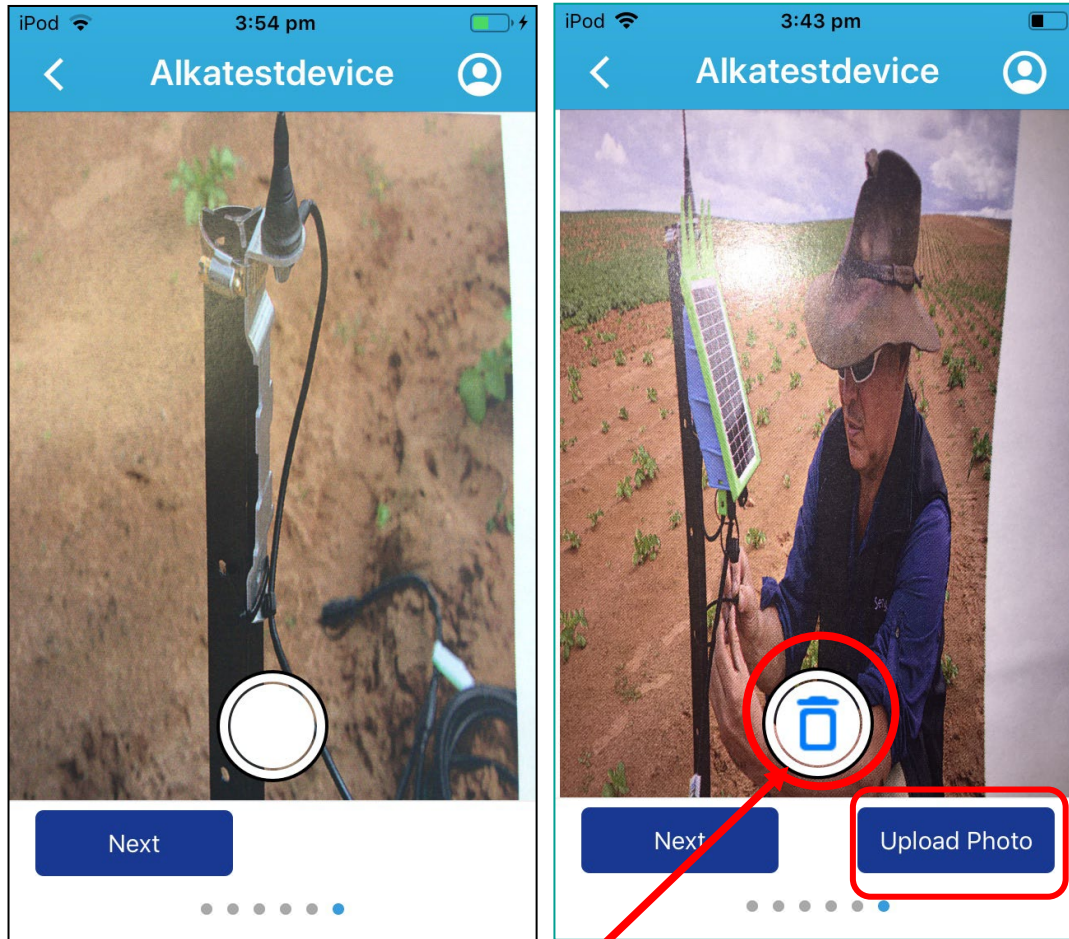 iPod 3:54 pm
Alkatestdevice
Next
iPod 3:43 pm
Alkatestdevice
Next Upload Photo